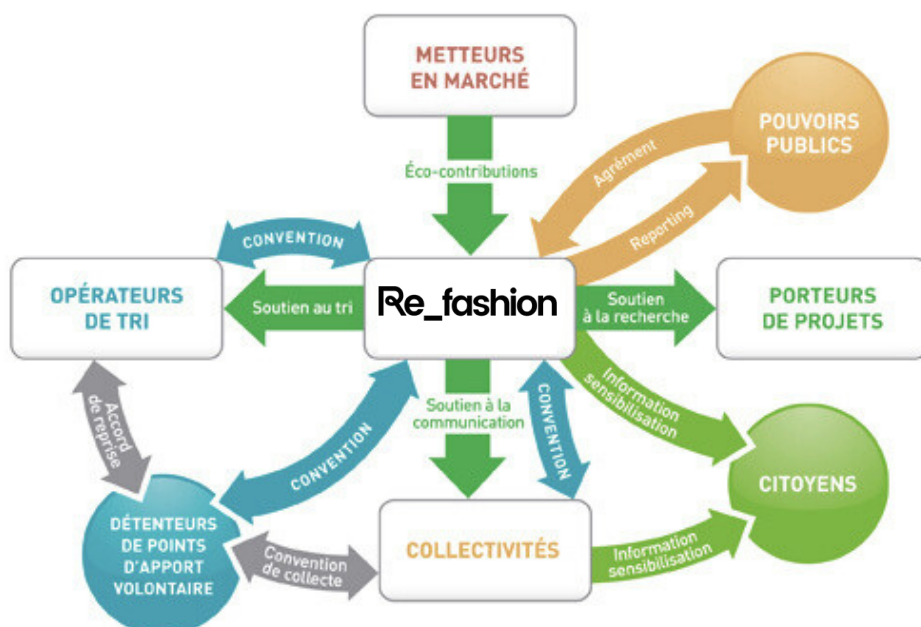 METTEURS
EN MARCHÉ
POUVOIRS
PUBLICS
Éco-contributions
Agrément
Reporting
CONVENTION
OPÉRATEURS
DE TRI
Soutien au tri
Re_fashion
Soutien
à la recherche
PORTEURS
DE PROJETS
Accord
de reprise
CONVENTION
Soutien à la
communication
CONVENTION
Information
sensibilisation
CITOYENS
DÉTENTEURS
DE POINTS
D'APPORT
VOLONTAIRE
Convention
de collecte
COLLECTIVITÉS
Information
sensibilisation